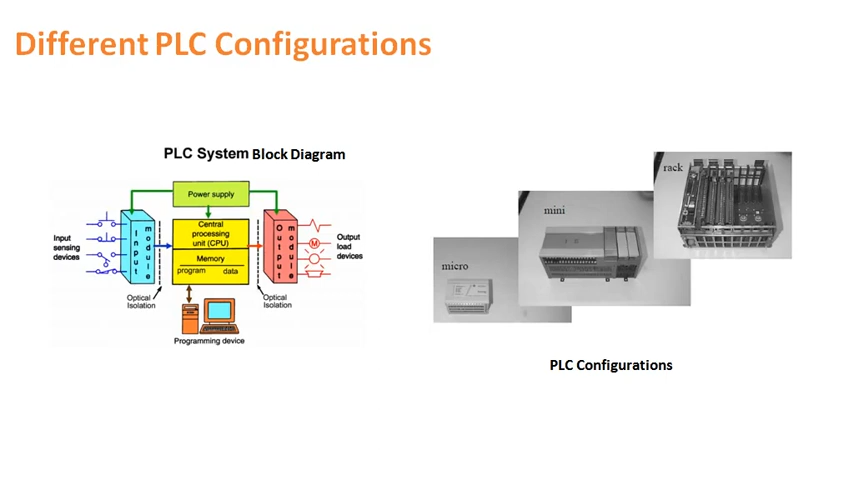 Different PLC Configurations
PLC System Block Diagram
Power supply
Input module
Central
processing
unit (CPU)
Memory
program data
Output module
M
Input
sensing
devices
Output
load
devices
Optical
Isolation
Optical
Isolation
Programming device
micro
mini
rack
PLC Configurations